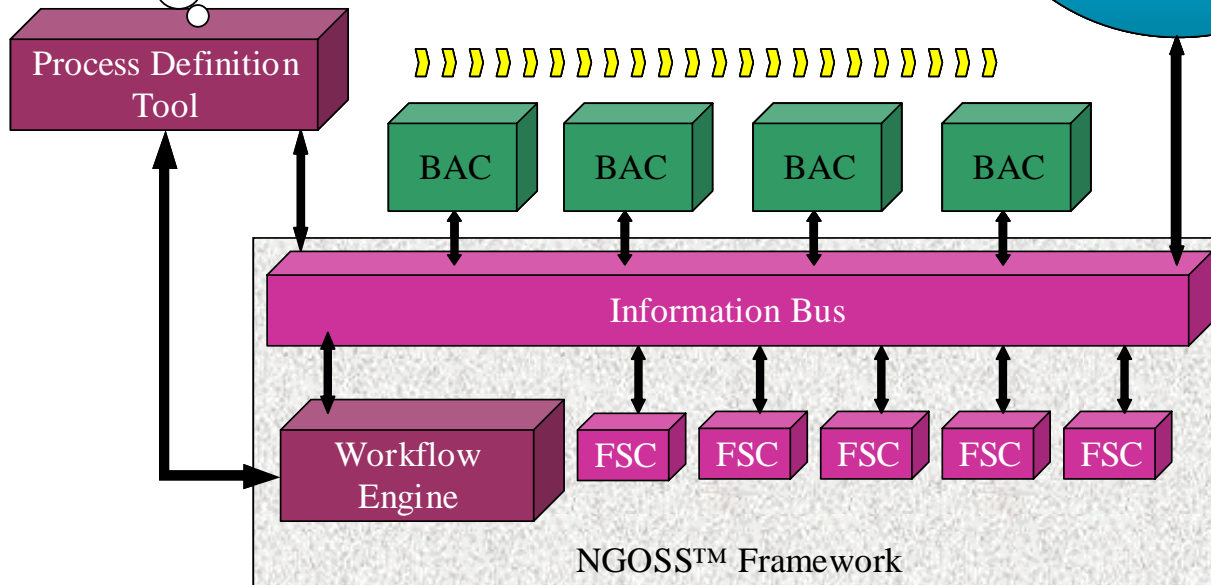 Process Definition
Tool
BAC
BAC
BAC
BAC
Information Bus
Workflow
Engine
FSC
FSC
FSC
FSC
FSC
NGOSS™ Framework